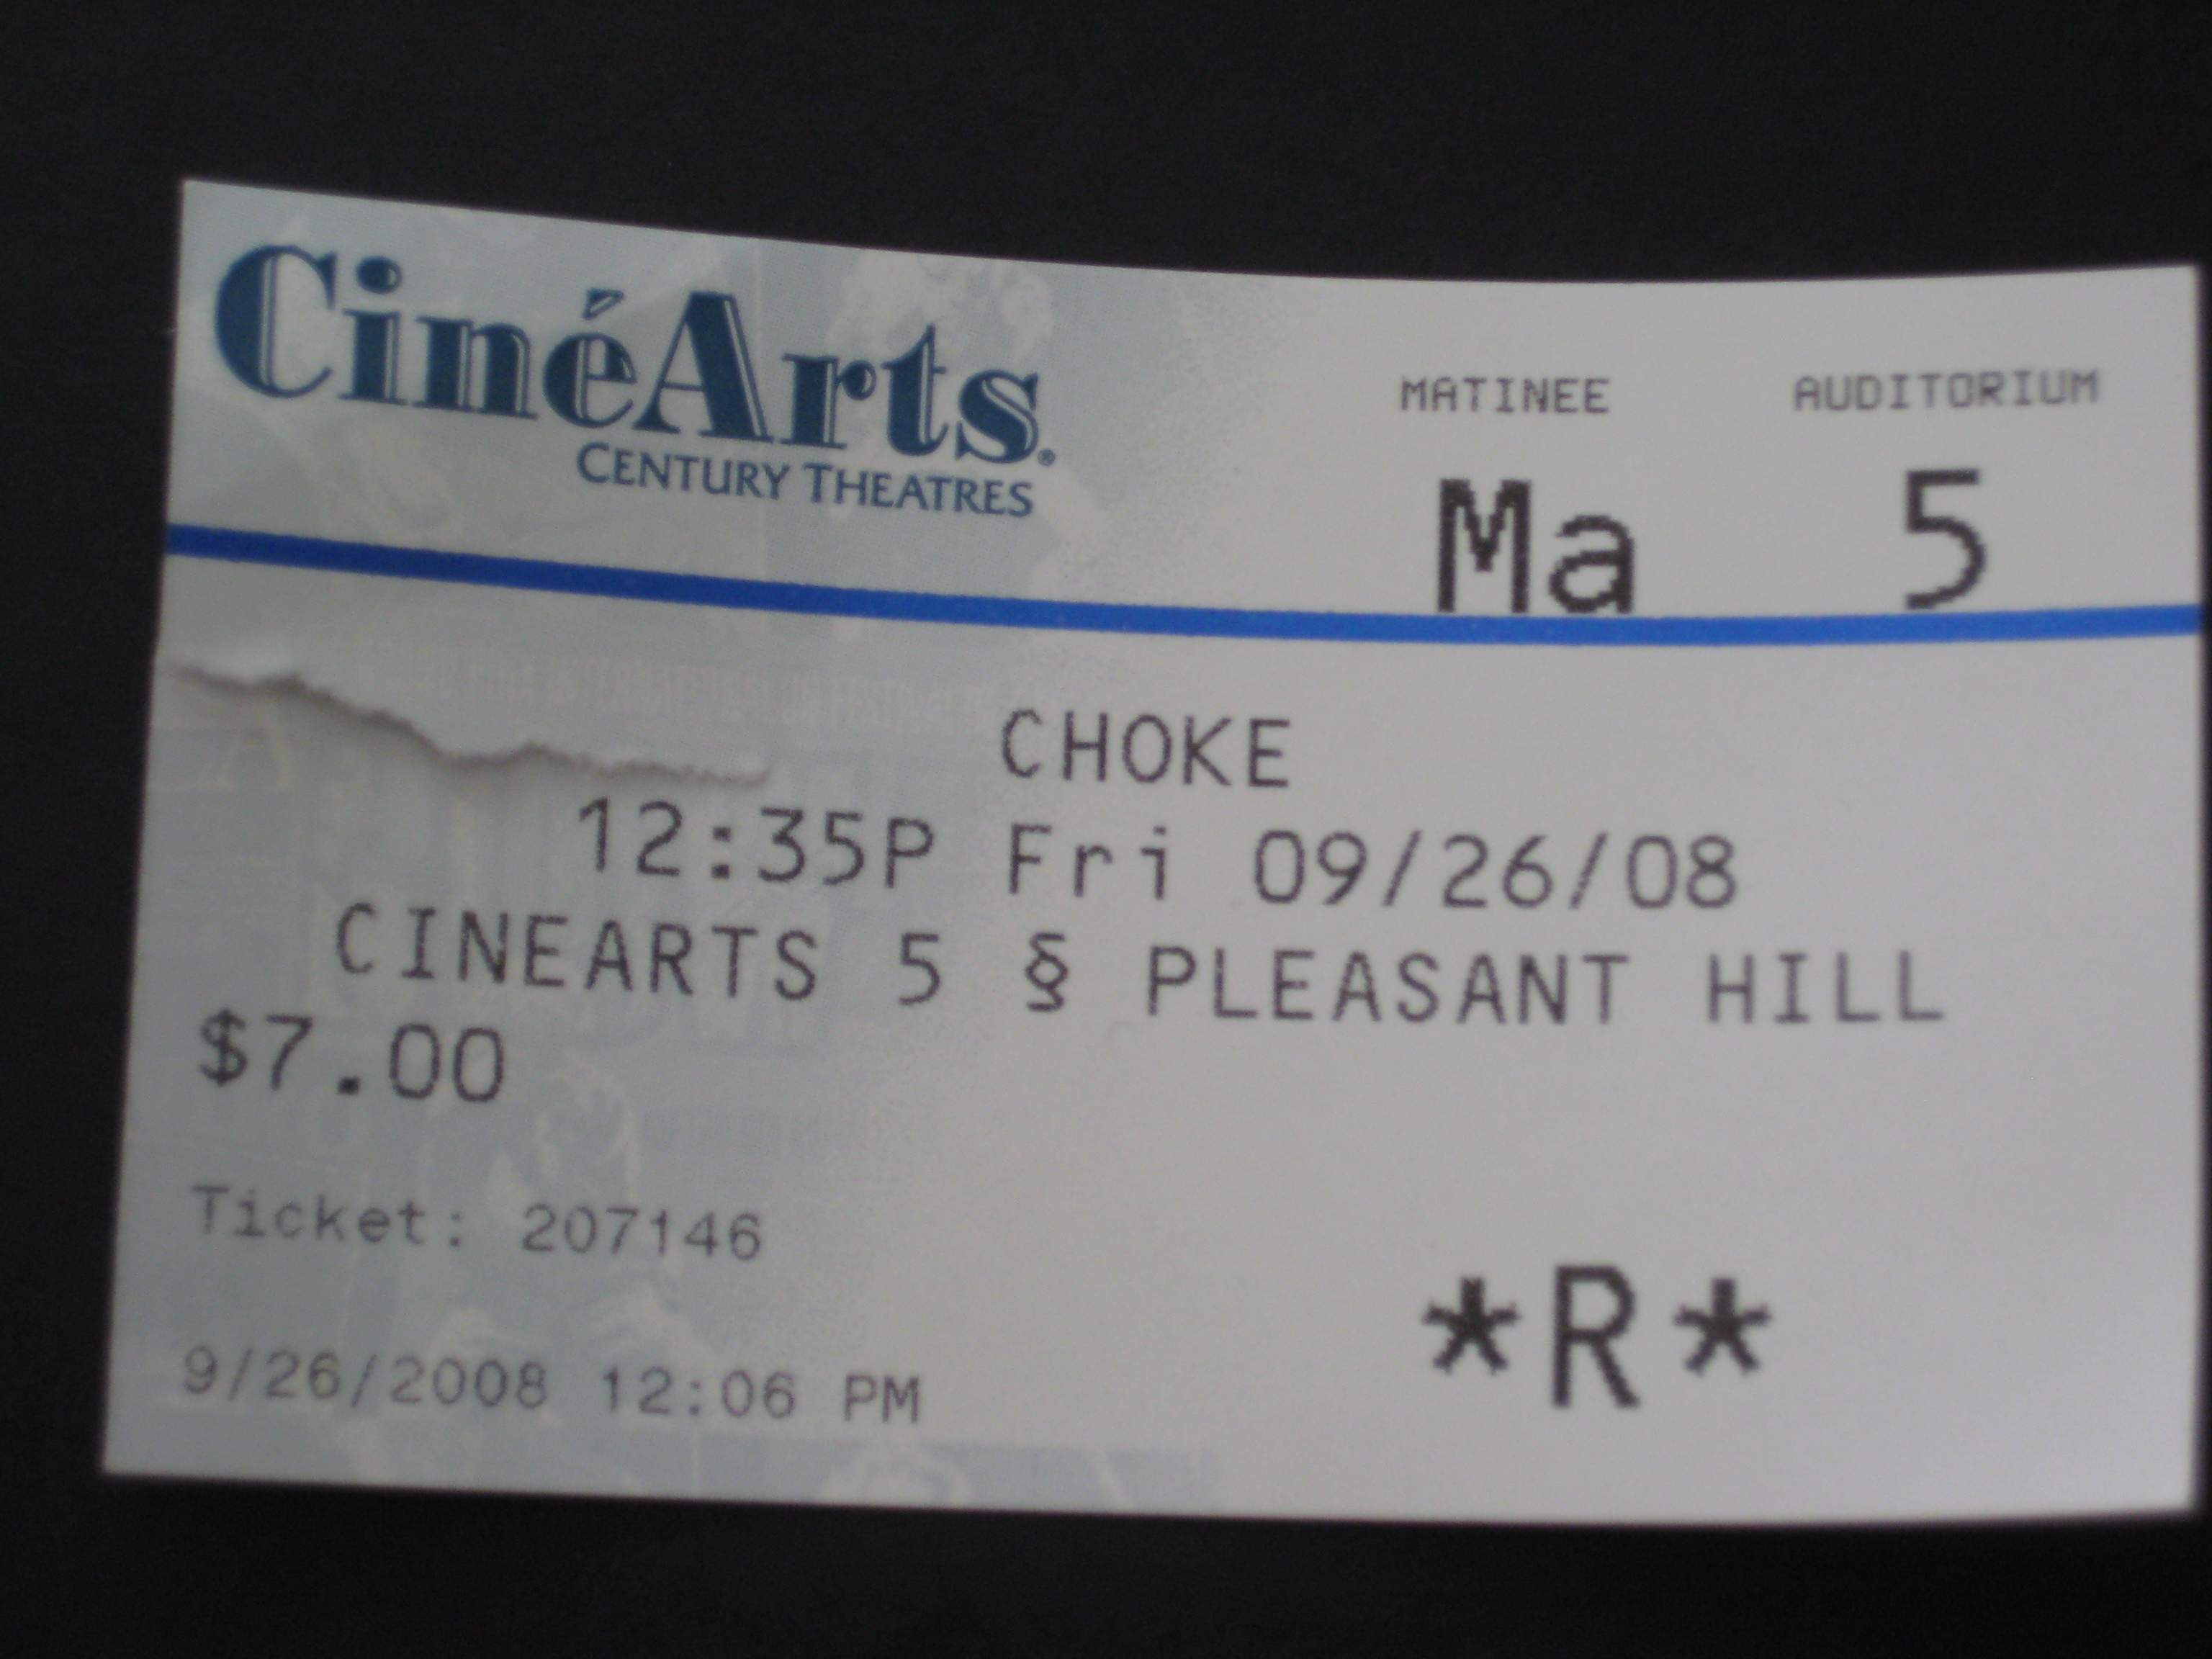 CinéArts®
CENTURY THEATRES
MATINEE AUDITORIUM
Ma 5
CHOKE
12:35P Fri 09/26/08
CINEARTS 5 § PLEASANT HILL
$7.00
Ticket: 207146
*R*
9/26/2008 12:06 PM